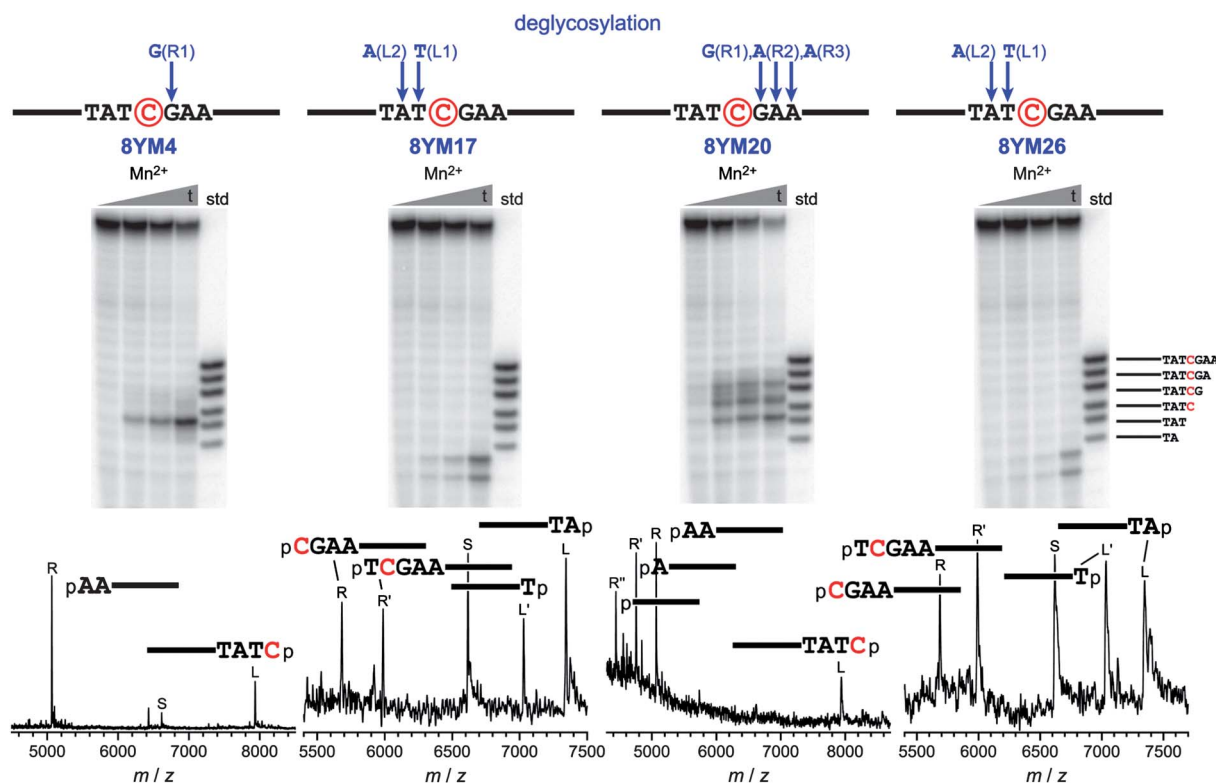 deglycosylation
G(R1)
A(L2) T(L1)
G(R1),A(R2),A(R3)
A(L2) T(L1)
TATCGAA
TATCGAA
TATCGAA
TATCGAA
8YM4
8YM17
8YM20
8YM26
Mn2+
Mn2+
Mn2+
Mn2+
t std
t std
t std
t std
TATCGAA
TATCGA
TATCG
TATC
TAT
TA
R
pAA
TATCp
S
L
4500 5000 6000 7000 8000
m / z
pCGAA
pTCGAA
TAp
Tp
R
R'
S
L'
L
5500 6000 6500 7000 7500
m / z
R''
R'
R
pAA
pA
p
TATCp
L
5000 6000 7000 8000
m / z
pTCGAA
pCGAA
TAp
Tp
R
R'
S
L'
L
5500 6000 6500 7000 7500
m / z